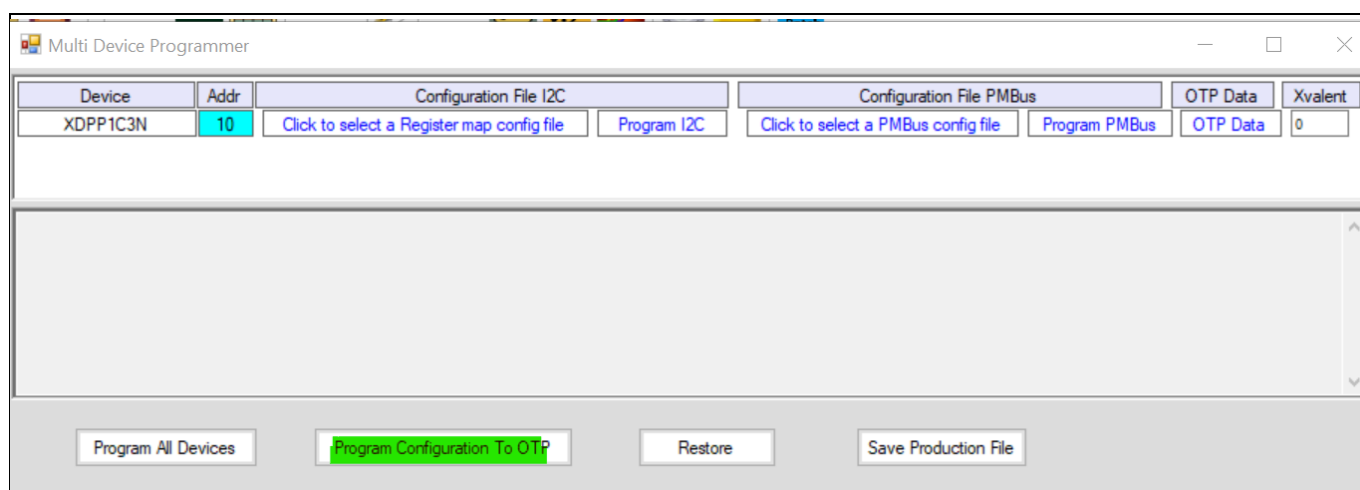 Multi Device Programmer
Device Addr Configuration File I2C Configuration File PMBus OTP Data Xvalent
XDPP1C3N 10 Click to select a Register map config file Program I2C Click to select a PMBus config file Program PMBus OTP Data 0
Program All Devices Program Configuration To OTP Restore Save Production File